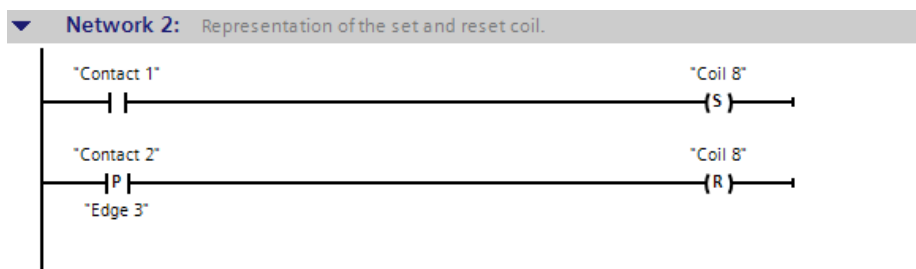 Network 2: Representation of the set and reset coil.
"Contact 1" "Coil 8"
S
"Contact 2" "Coil 8"
P R
"Edge 3"